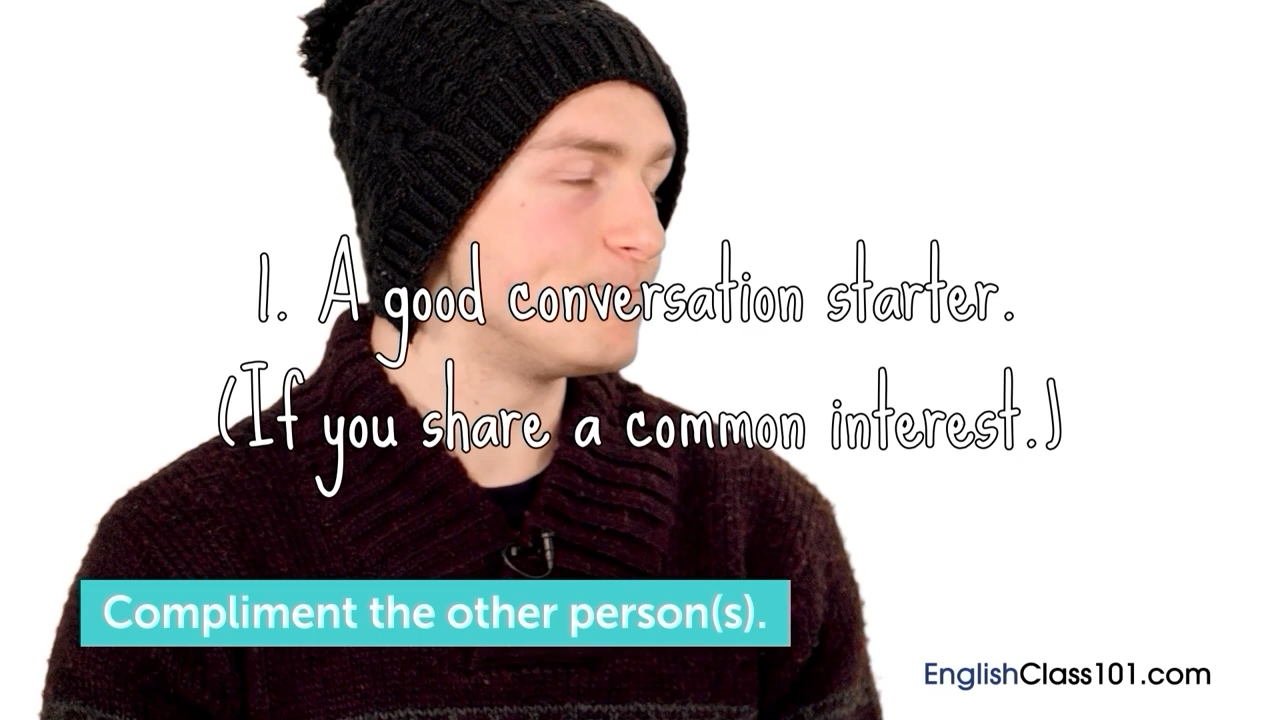 1. A good conversation starter.
(If you share a common interest.)
Compliment the other person(s).
EnglishClass101.com